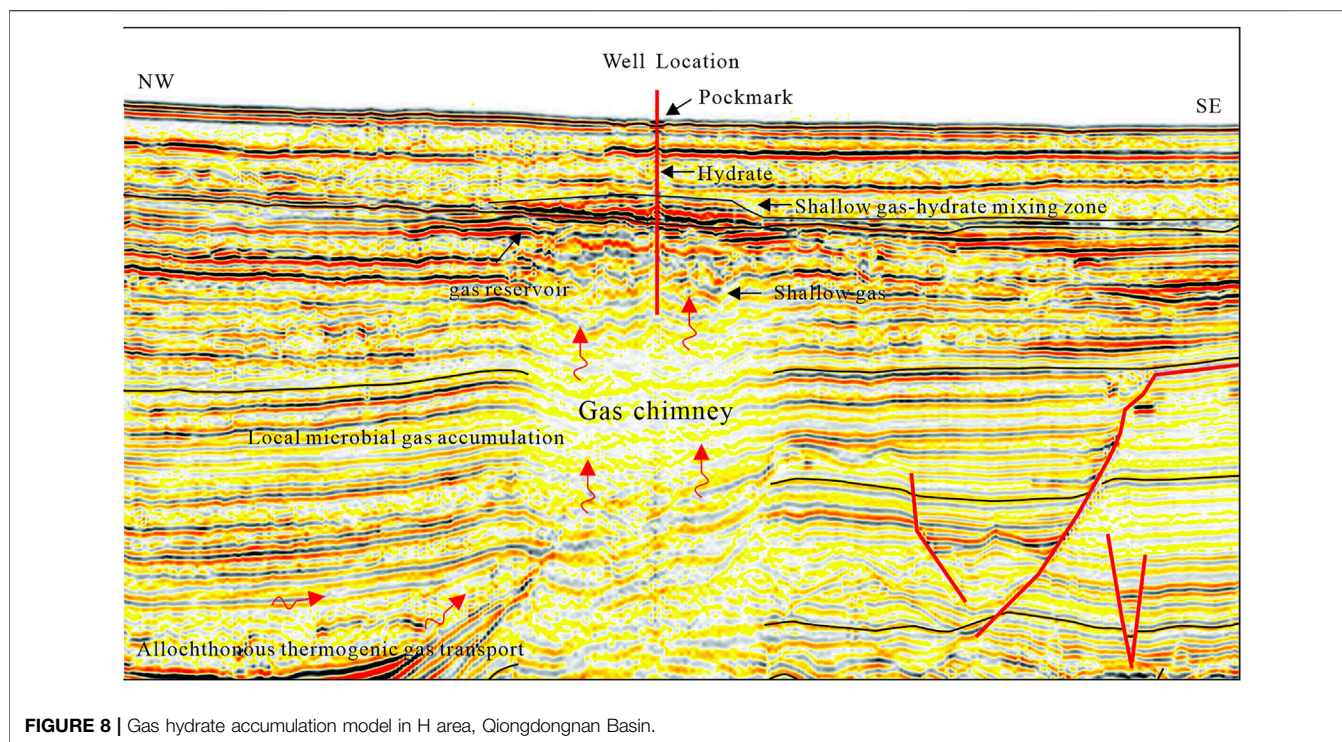 Well Location
NW
Pockmark
SE
Hydrate
Shallow gas-hydrate mixing zone
gas reservoir
Shallow gas
Gas chimney
Local microbial gas accumulation
Allochthonous thermogenic gas transport
FIGURE 8 | Gas hydrate accumulation model in H area, Qiongdongnan Basin.